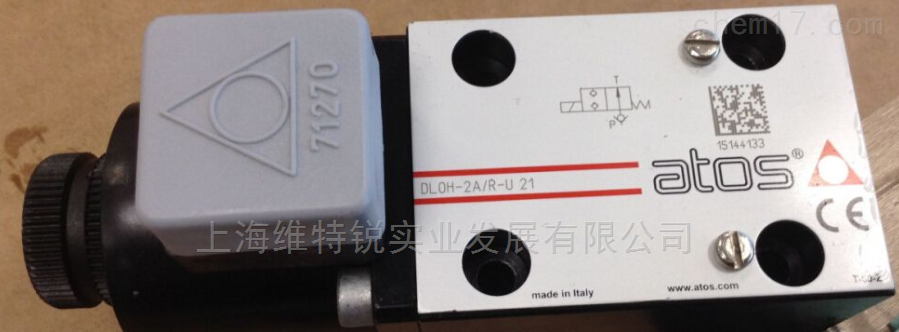 chem17.com
71270
T
P
15144133
DLOH-2A/R-U 21
atos®
CE
上海维特锐实业发展有限公司
made in Italy
www.atos.com